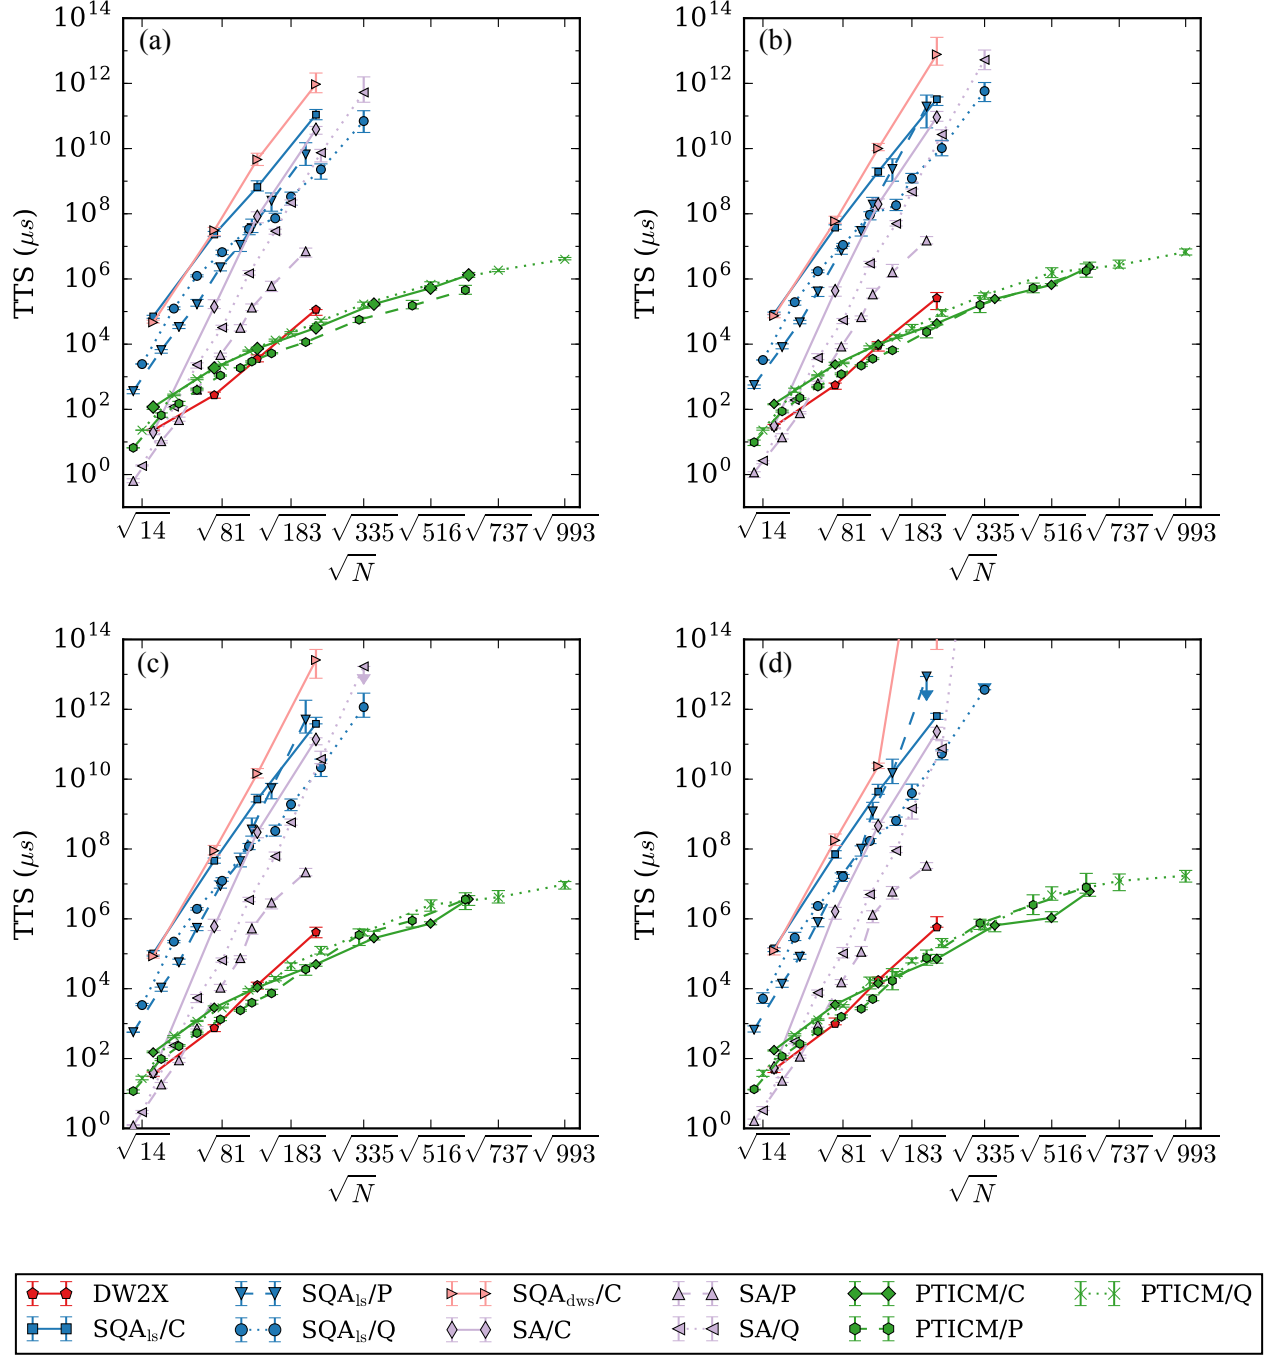 (a)
10^14
10^12
10^10
10^8
10^6
10^4
10^2
10^0
TTS (μs)
√14 √81 √183 √335 √516 √737 √993
√N
(b)
10^14
10^12
10^10
10^8
10^6
10^4
10^2
10^0
TTS (μs)
√14 √81 √183 √335 √516 √737 √993
√N
(c)
10^14
10^12
10^10
10^8
10^6
10^4
10^2
10^0
TTS (μs)
√14 √81 √183 √335 √516 √737 √993
√N
(d)
10^14
10^12
10^10
10^8
10^6
10^4
10^2
10^0
TTS (μs)
√14 √81 √183 √335 √516 √737 √993
√N
DW2X SQA_ls/P SQA_dws/C SA/P PTICM/C PTICM/Q
SQA_ls/C SQA_ls/Q SA/C SA/Q PTICM/P